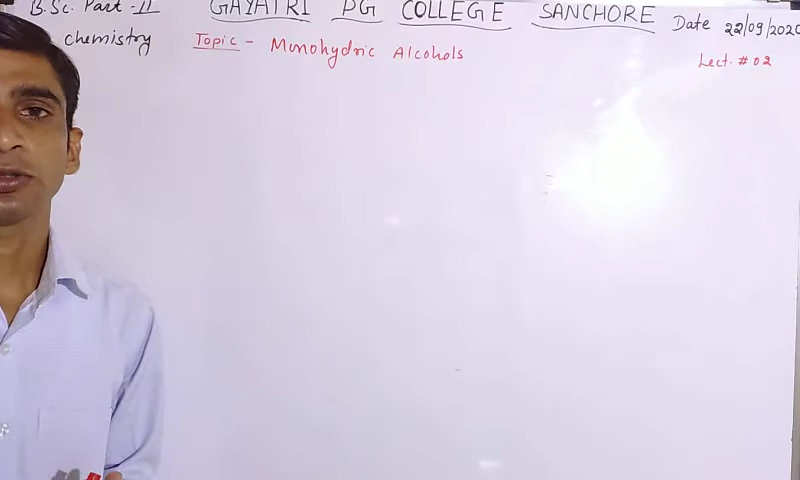 B.Sc. Part-II GAYATRI PG COLLEGE SANCHORE Date 22/09/2020
chemistry Topic - Monohydric Alcohols Lect. # 02